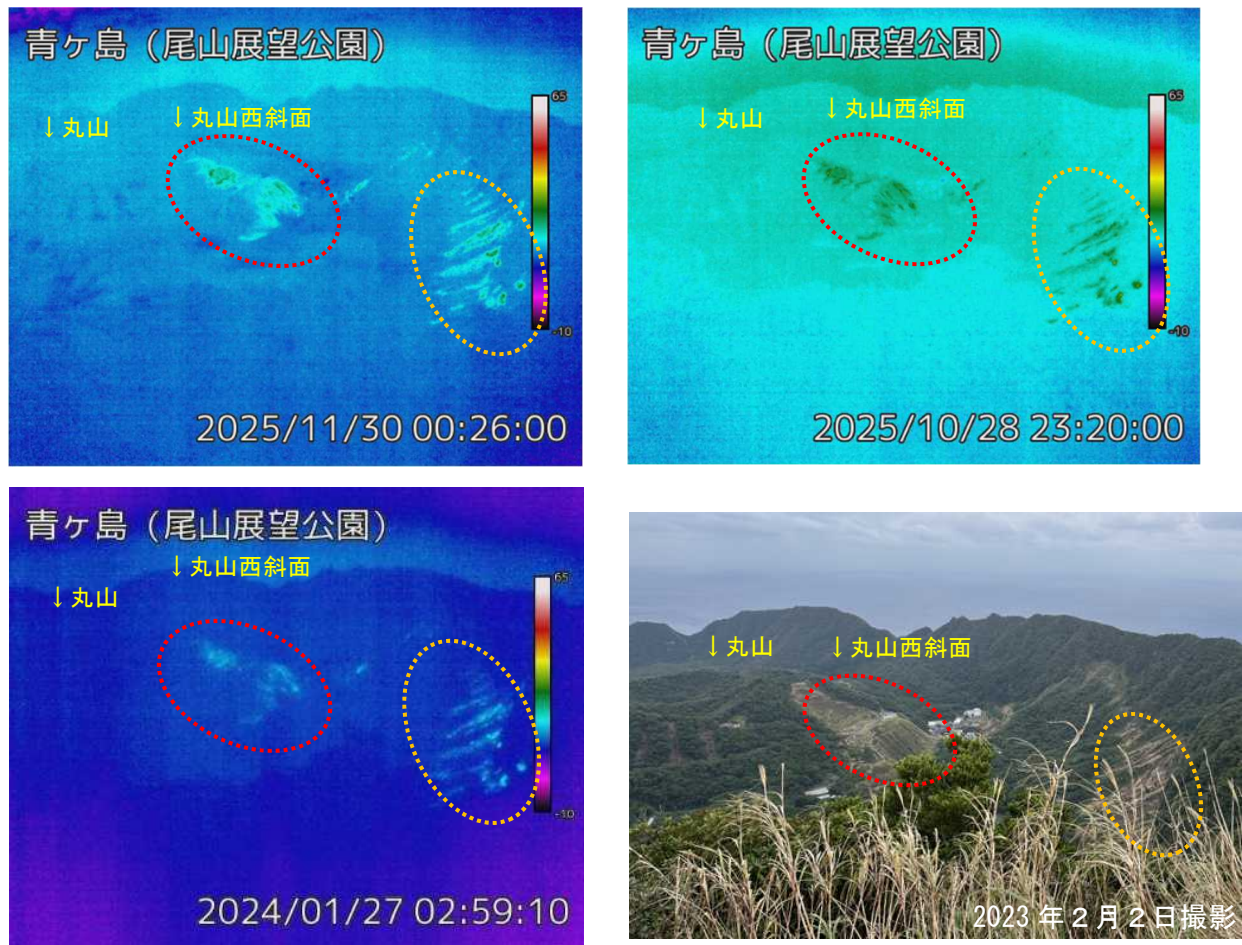 青ヶ島（尾山展望公園）
↓丸山西斜面
↓丸山
65
-10
2025/11/30 00:26:00
青ヶ島（尾山展望公園）
↓丸山西斜面
↓丸山
65
-10
2025/10/28 23:20:00
青ヶ島（尾山展望公園）
↓丸山西斜面
↓丸山
65
-10
2024/01/27 02:59:10
↓丸山 ↓丸山西斜面
2023年２月２日撮影